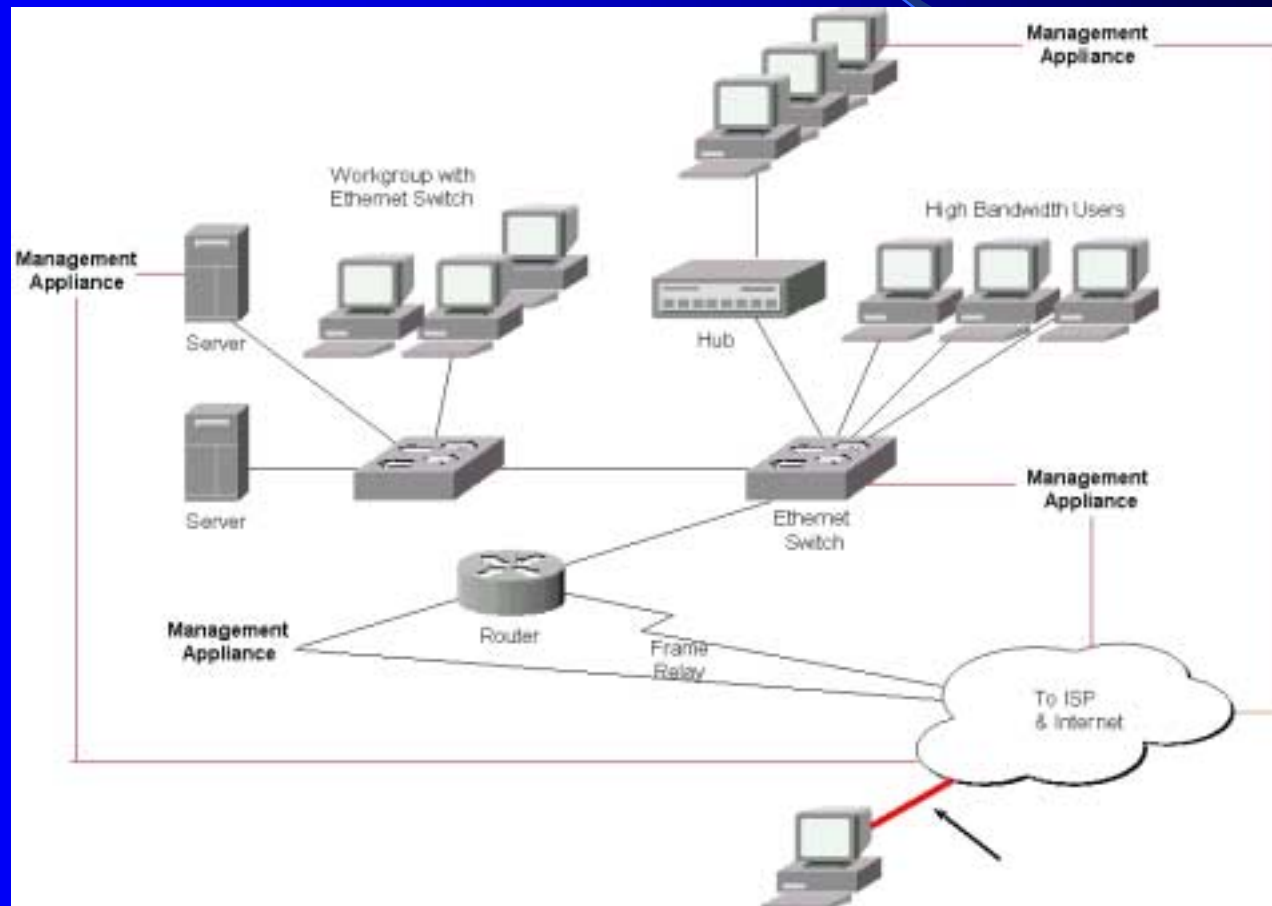 Management
Appliance
Workgroup with
Ethernet Switch
High Bandwidth Users
Management
Appliance
Server
Hub
Server
Management
Appliance
Ethernet
Switch
Router
Management
Appliance
Frame
Relay
To ISP
& Internet